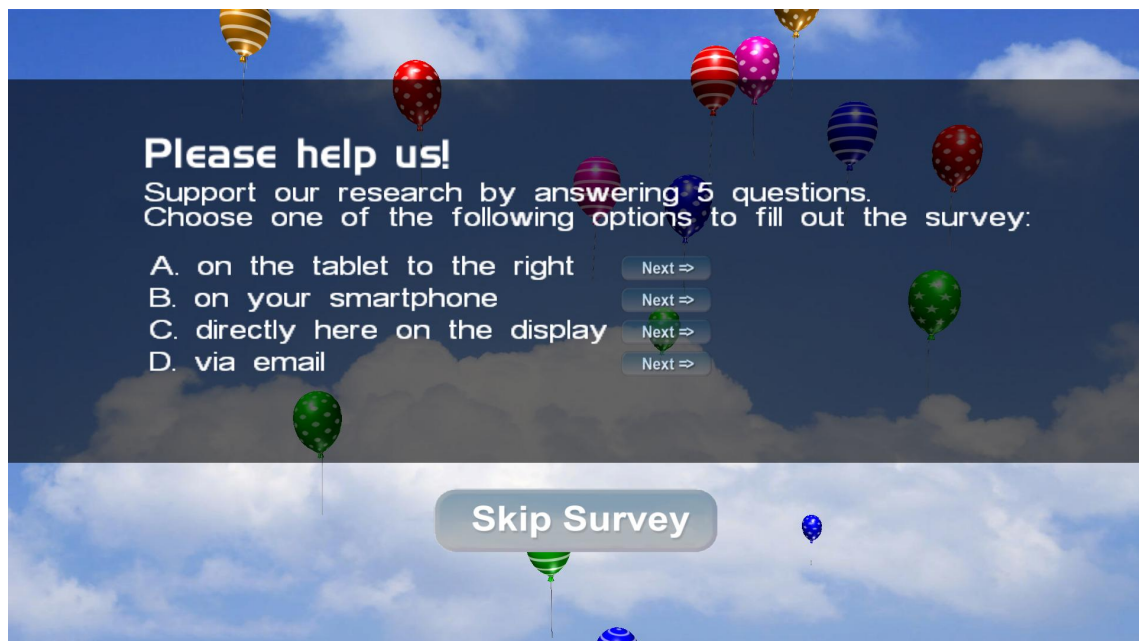 Please help us!
Support our research by answering 5 questions.
Choose one of the following options to fill out the survey:
A. on the tablet to the right Next ⇒
B. on your smartphone Next ⇒
C. directly here on the display Next ⇒
D. via email Next ⇒
Skip Survey